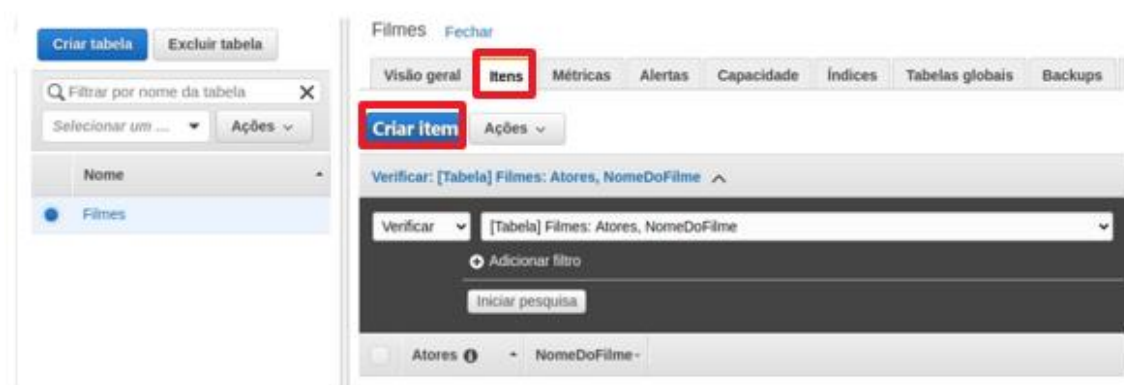 Criar tabela Excluir tabela
Filtrar por nome da tabela
Selecionar um ... Ações
Nome
Filmes
Filmes Fechar
Visão geral Itens Métricas Alertas Capacidade Índices Tabelas globais Backups
Criar item Ações
Verificar: [Tabela] Filmes: Atores, NomeDoFilme
Verificar [Tabela] Filmes: Atores, NomeDoFilme
Adicionar filtro
Iniciar pesquisa
Atores NomeDoFilme